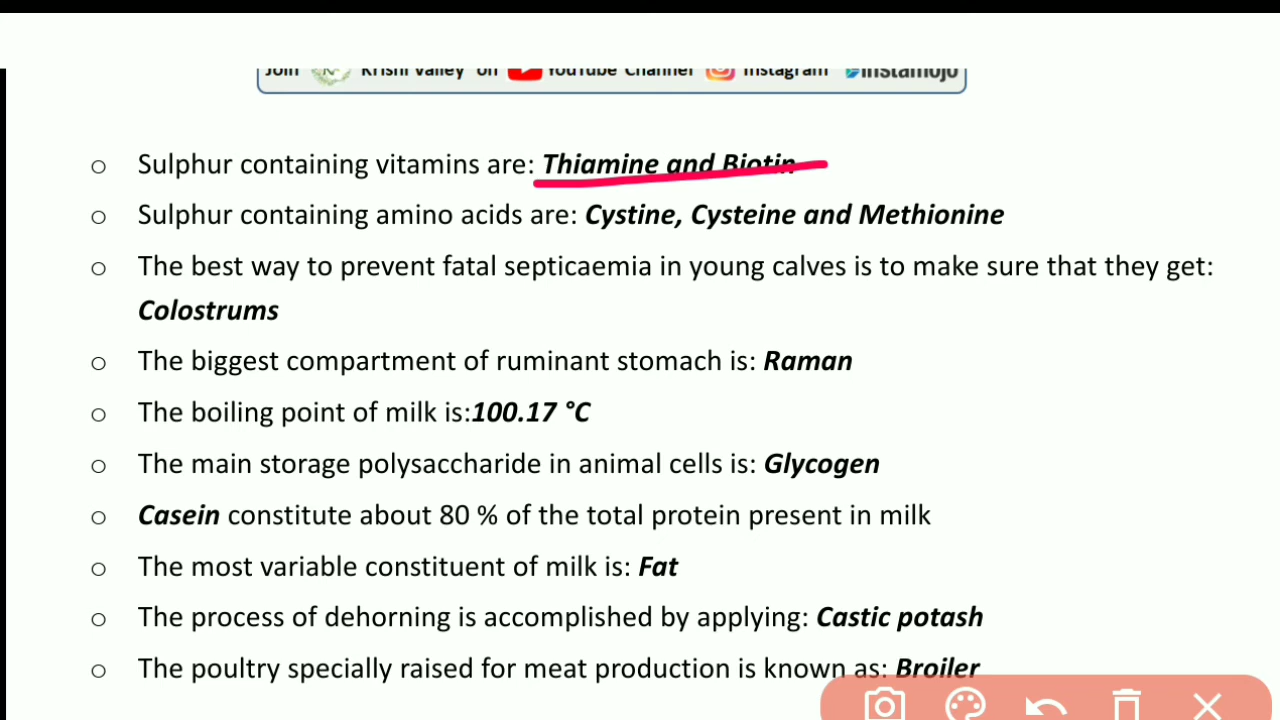 Join Krishi Valley on YouTube Channel Instagram instamojo
o Sulphur containing vitamins are: Thiamine and Biotin
o Sulphur containing amino acids are: Cystine, Cysteine and Methionine
o The best way to prevent fatal septicaemia in young calves is to make sure that they get:
Colostrums
o The biggest compartment of ruminant stomach is: Raman
o The boiling point of milk is:100.17 °C
o The main storage polysaccharide in animal cells is: Glycogen
o Casein constitute about 80 % of the total protein present in milk
o The most variable constituent of milk is: Fat
o The process of dehorning is accomplished by applying: Castic potash
o The poultry specially raised for meat production is known as: Broiler